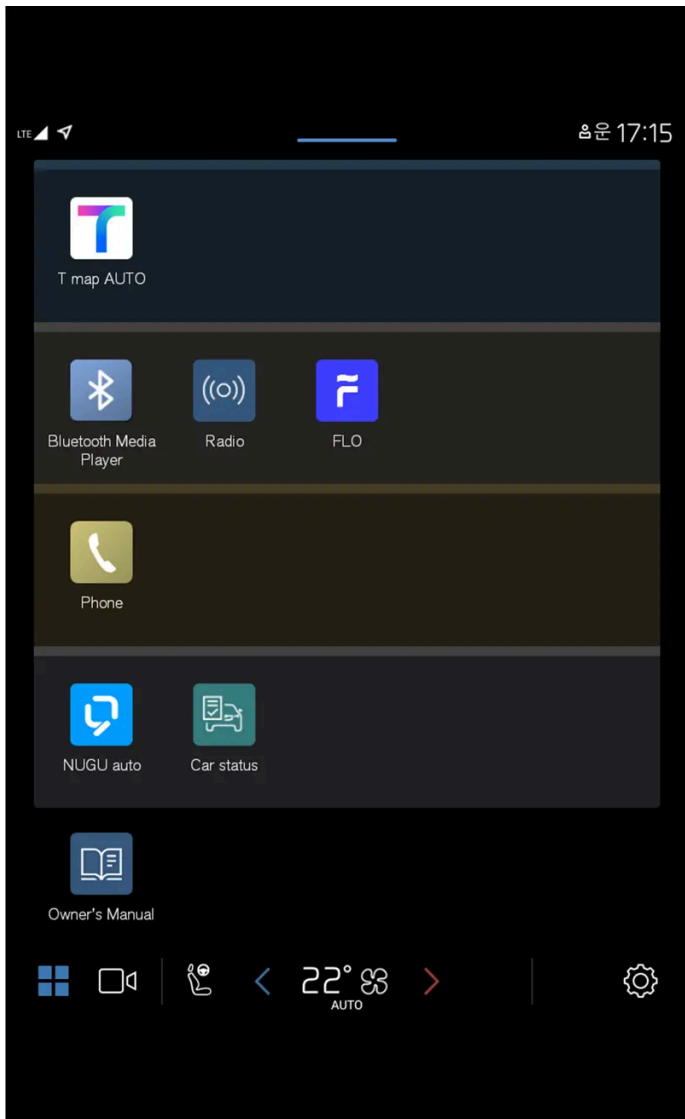 LTE
운 17:15
T map AUTO
Bluetooth Media
Player
Radio
FLO
Phone
NUGU auto
Car status
Owner's Manual
22°
AUTO